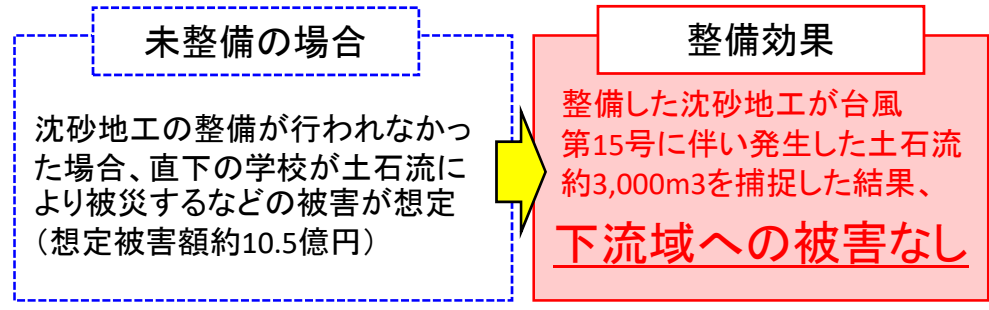 未整備の場合
沈砂地工の整備が行われなかっ
た場合、直下の学校が土石流に
より被災するなどの被害が想定
（想定被害額約10.5億円）
整備効果
整備した沈砂地工が台風
第15号に伴い発生した土石流
約3,000m3を捕捉した結果、
下流域への被害なし